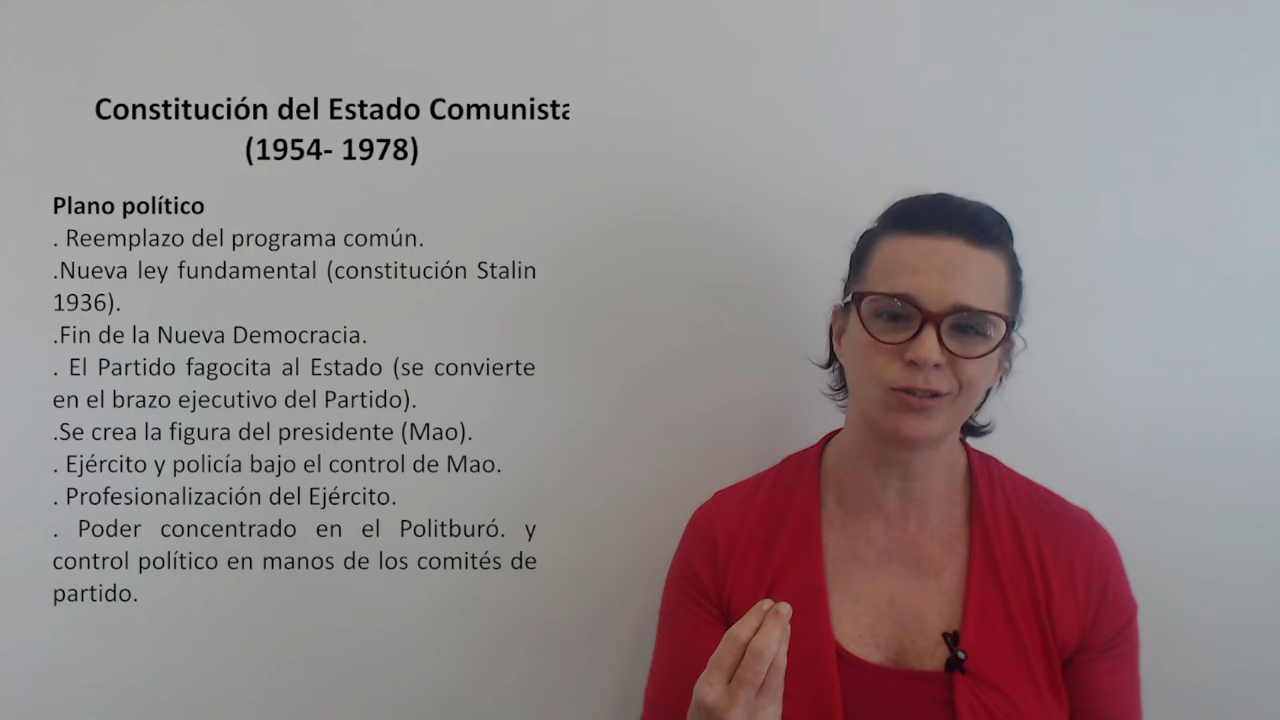 Constitución del Estado Comunista
(1954- 1978)
Plano político
. Reemplazo del programa común.
.Nueva ley fundamental (constitución Stalin
1936).
.Fin de la Nueva Democracia.
. El Partido fagocita al Estado (se convierte
en el brazo ejecutivo del Partido).
.Se crea la figura del presidente (Mao).
. Ejército y policía bajo el control de Mao.
. Profesionalización del Ejército.
. Poder concentrado en el Politburó. y
control político en manos de los comités de
partido.